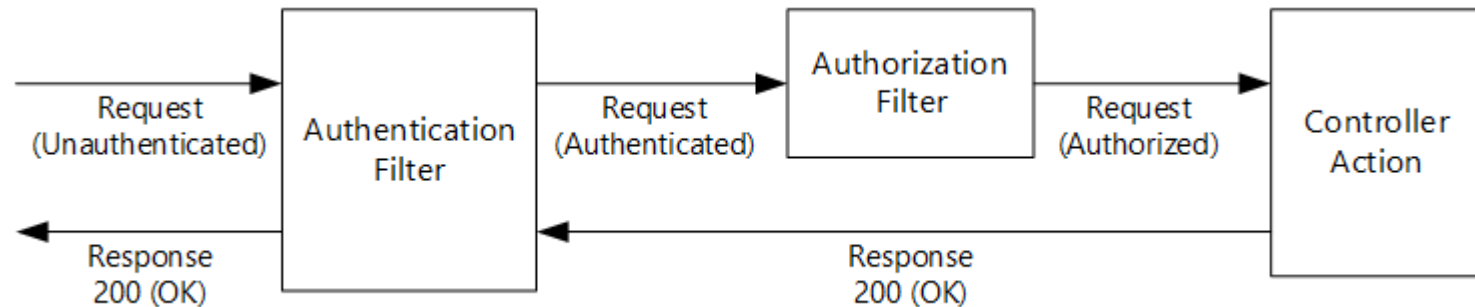 Request
(Unauthenticated)
Authentication
Filter
Request
(Authenticated)
Authorization
Filter
Request
(Authorized)
Controller
Action
Response
200 (OK)
Response
200 (OK)